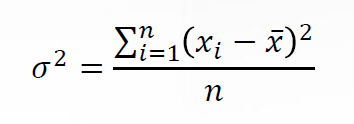 σ² = ∑ⁿᵢ₌₁(xᵢ − x̄)² / n